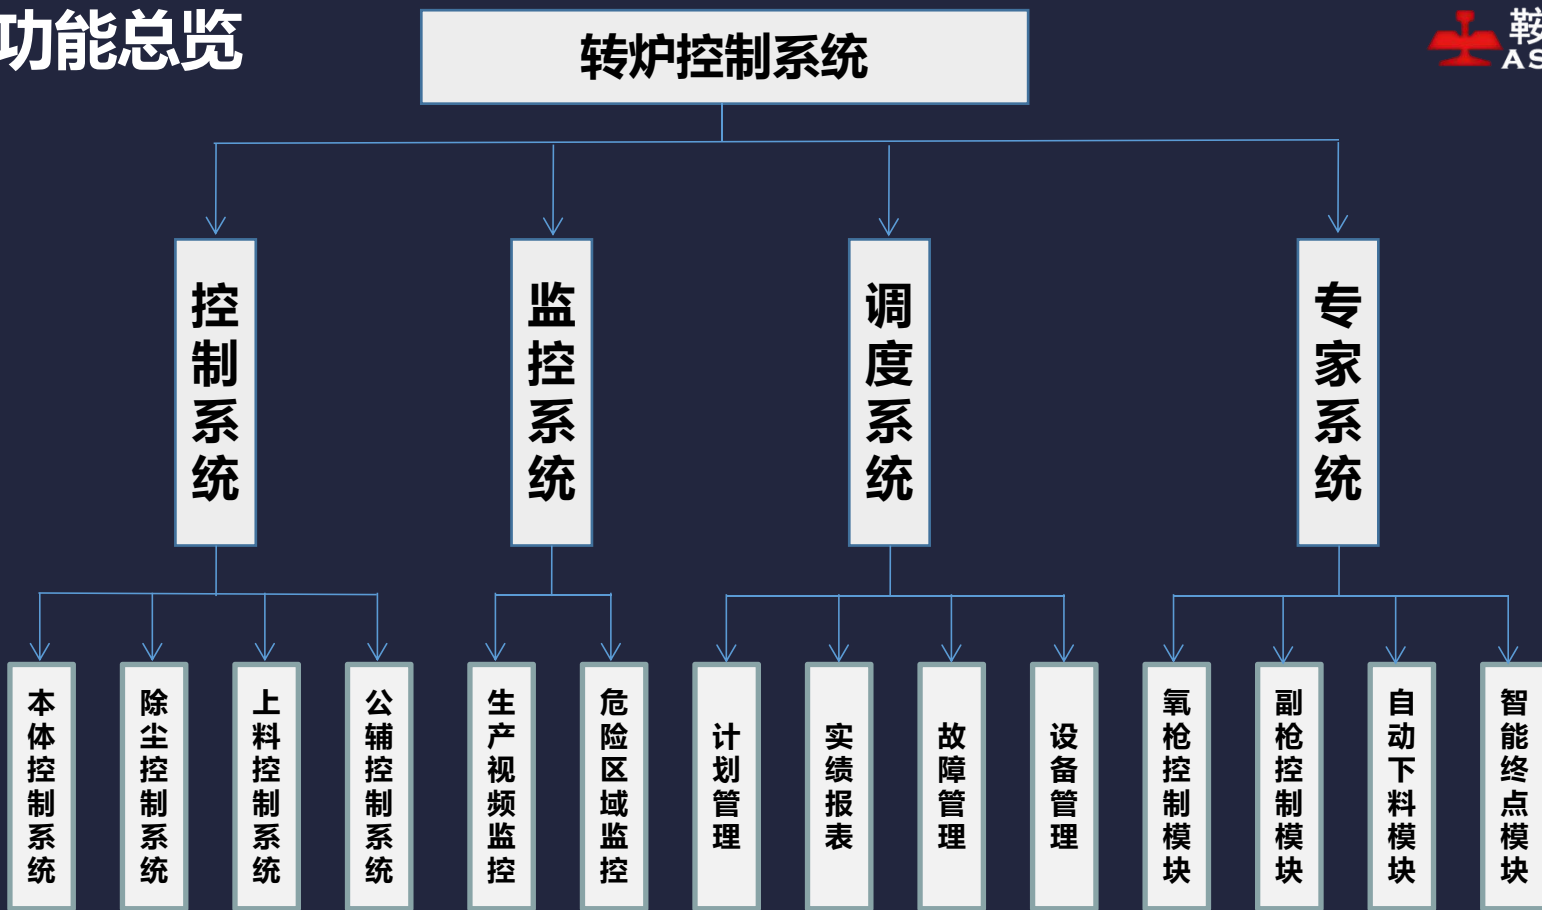 功能总览
转炉控制系统
鞍
AS
控制系统
监控系统
调度系统
专家系统
本体控制系统
除尘控制系统
上料控制系统
公辅控制系统
生产视频监控
危险区域监控
计划管理
实绩报表
故障管理
设备管理
氧枪控制模块
副枪控制模块
自动下料模块
智能终点模块